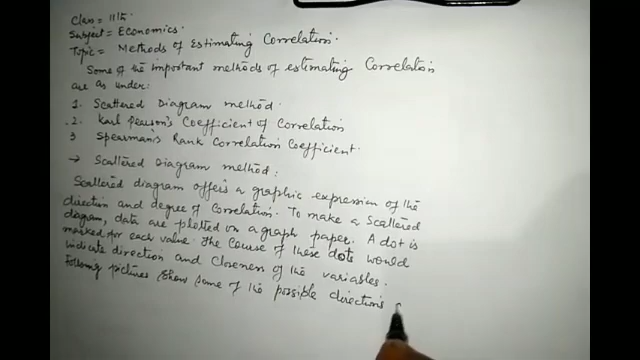 Class = 11th
Subject = Economics.
Topic = Methods of Estimating Correlation.
Some of the important methods of estimating Correlation
are as under:
1. Scattered Diagram method.
2. Karl Pearson's Coefficient of Correlation
3 Spearman's Rank Correlation Coefficient.
→ Scattered Diagram method:
Scattered diagram offers a graphic expression of the
direction and degree of Correlation. To make a Scattered
diagram, data are plotted on a graph paper. A dot is
marked for each value. The Course of these dots would
indicate direction and Closeness of the variables.
Following pictures show some of the possible directions